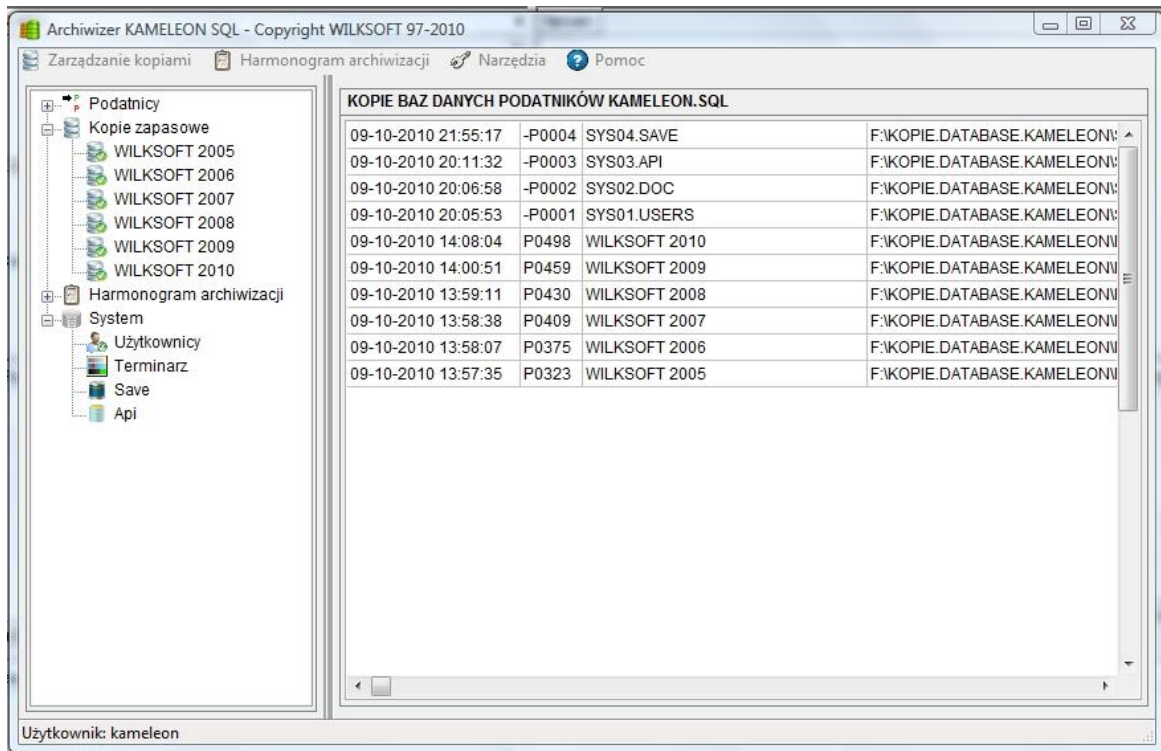 Archiwizer KAMELEON SQL - Copyright WILKSOFT 97-2010
Zarządzanie kopiami Harmonogram archiwizacji Narzędzia Pomoc
Podatnicy
Kopie zapasowe
WILKSOFT 2005
WILKSOFT 2006
WILKSOFT 2007
WILKSOFT 2008
WILKSOFT 2009
WILKSOFT 2010
Harmonogram archiwizacji
System
Użytkownicy
Terminarz
Save
Api
KOPIE BAZ DANYCH PODATNIKÓW KAMELEON.SQL
09-10-2010 21:55:17 -P0004 SYS04.SAVE F:\KOPIE.DATABASE.KAMELEON\
09-10-2010 20:11:32 -P0003 SYS03.API F:\KOPIE.DATABASE.KAMELEON\
09-10-2010 20:06:58 -P0002 SYS02.DOC F:\KOPIE.DATABASE.KAMELEON\
09-10-2010 20:05:53 -P0001 SYS01.USERS F:\KOPIE.DATABASE.KAMELEON\
09-10-2010 14:08:04 P0498 WILKSOFT 2010 F:\KOPIE.DATABASE.KAMELEON\
09-10-2010 14:00:51 P0459 WILKSOFT 2009 F:\KOPIE.DATABASE.KAMELEON\
09-10-2010 13:59:11 P0430 WILKSOFT 2008 F:\KOPIE.DATABASE.KAMELEON\
09-10-2010 13:58:38 P0409 WILKSOFT 2007 F:\KOPIE.DATABASE.KAMELEON\
09-10-2010 13:58:07 P0375 WILKSOFT 2006 F:\KOPIE.DATABASE.KAMELEON\
09-10-2010 13:57:35 P0323 WILKSOFT 2005 F:\KOPIE.DATABASE.KAMELEON\
Użytkownik: kameleon